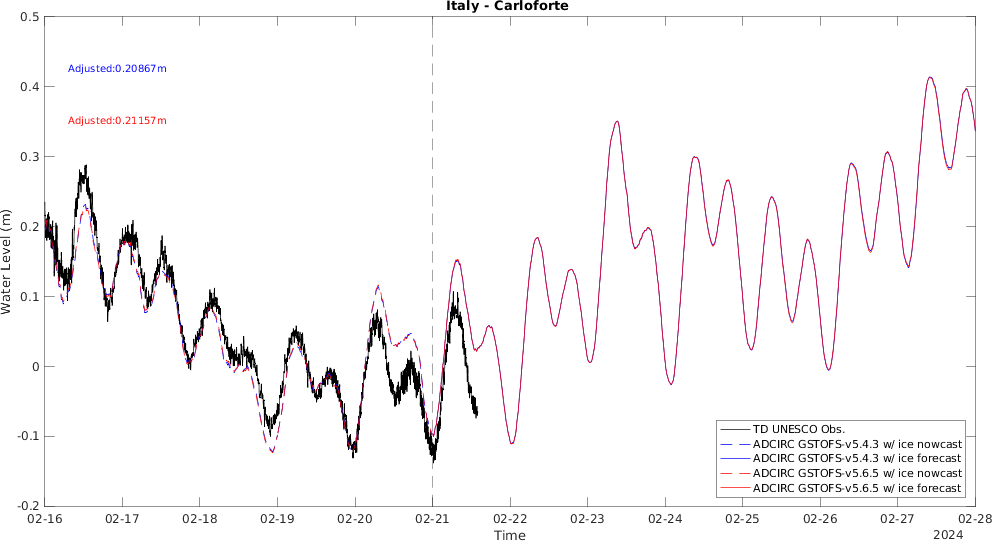 Italy - Carloforte
Adjusted:0.20867m
Adjusted:0.21157m
Water Level (m)
0.5
0.4
0.3
0.2
0.1
0
-0.1
-0.2
TD UNESCO Obs.
ADCIRC GSTOFS-v5.4.3 w/ ice nowcast
ADCIRC GSTOFS-v5.4.3 w/ ice forecast
ADCIRC GSTOFS-v5.6.5 w/ ice nowcast
ADCIRC GSTOFS-v5.6.5 w/ ice forecast
02-16 02-17 02-18 02-19 02-20 02-21 02-22 02-23 02-24 02-25 02-26 02-27 02-28
Time
2024